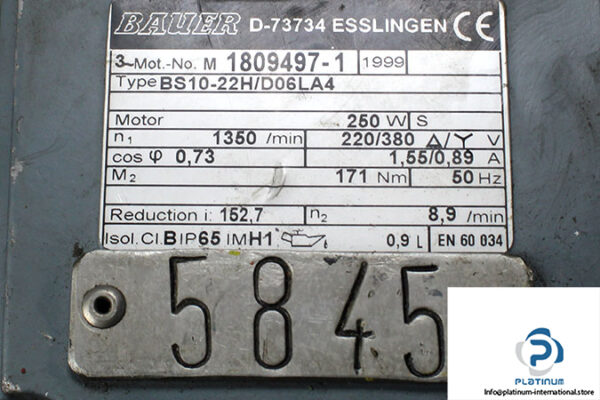 BAUER D-73734 ESSLINGEN CE
3~Mot.-No. M 1809497-1 1999
Type BS10-22H/D06LA4
Motor 250 W S
n1 1350 /min 220/380 △/Y V
cos φ 0,73 1,55/0,89 A
M2 171 Nm 50 Hz
Reduction i: 152,7 n2 8,9 /min
Isol.Cl.B IP65 IM H1 0,9 L EN 60 034
5845
PLATINUM
Info@platinum-international.store